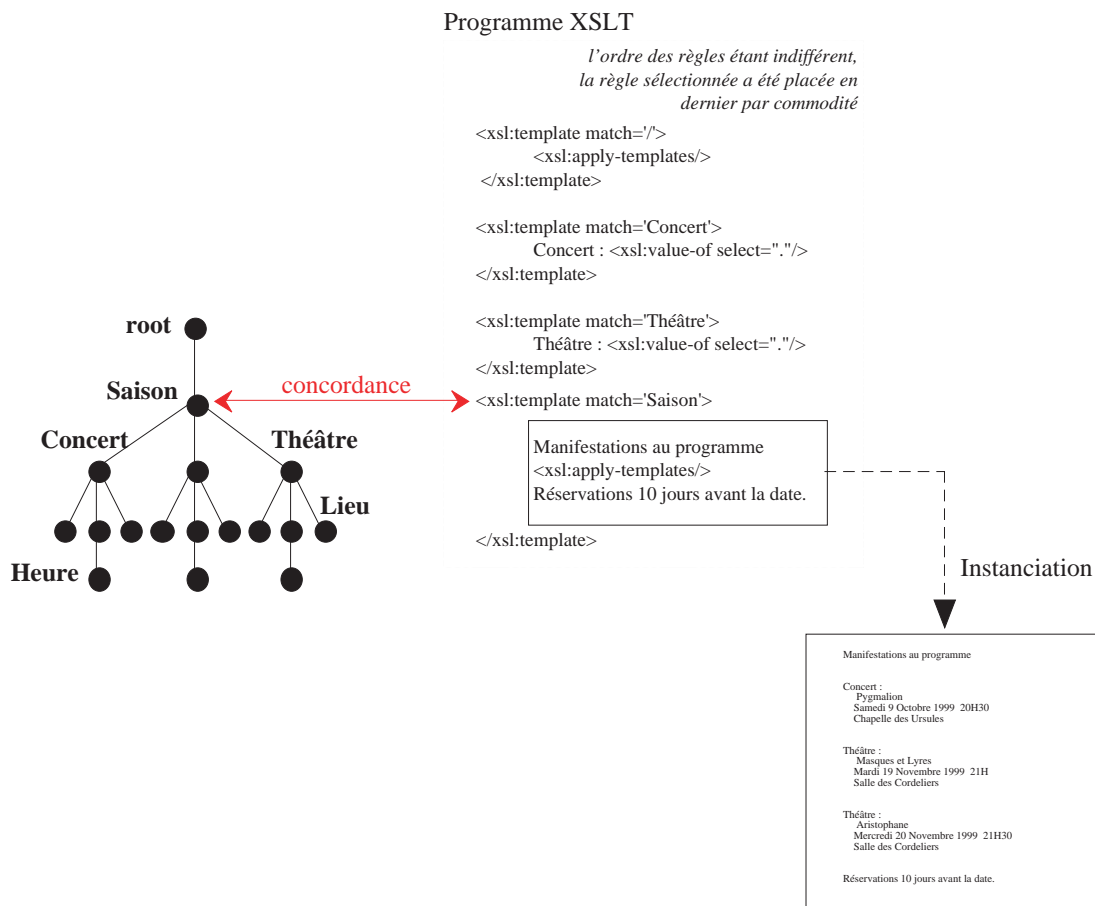 Programme XSLT
l'ordre des règles étant indifférent,
la règle sélectionnée a été placée en
dernier par commodité
<xsl:template match='/'>
<xsl:apply-templates/>
</xsl:template>
<xsl:template match='Concert'>
Concert : <xsl:value-of select="."/>
</xsl:template>
<xsl:template match='Théâtre'>
Théâtre : <xsl:value-of select="."/>
</xsl:template>
<xsl:template match='Saison'>
Manifestations au programme
<xsl:apply-templates/>
Réservations 10 jours avant la date.
</xsl:template>
root
Saison
concordance
Concert
Théâtre
Lieu
Heure
Instanciation
Manifestations au programme
Concert :
Pygmalion
Samedi 9 Octobre 1999 20H30
Chapelle des Ursules
Théâtre :
Masques et Lyres
Mardi 19 Novembre 1999 21H
Salle des Cordeliers
Théâtre :
Aristophane
Mercredi 20 Novembre 1999 21H30
Salle des Cordeliers
Réservations 10 jours avant la date.